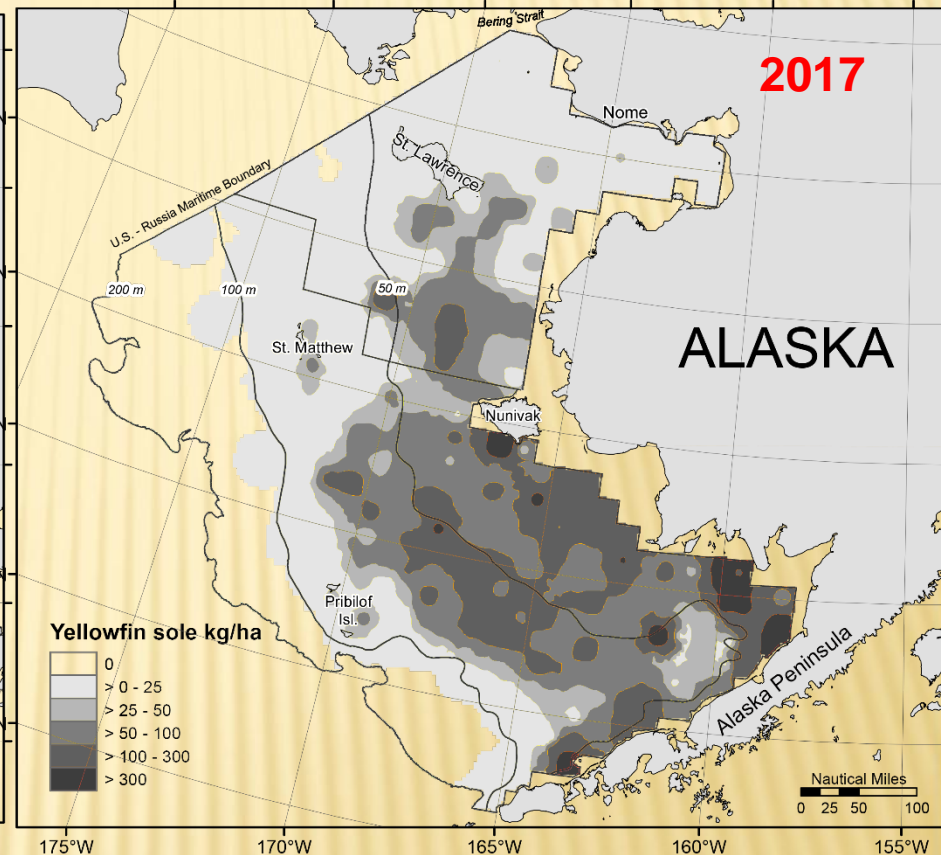 Bering Strait
2017
Nome
St. Lawrence
U.S. - Russia Maritime Boundary
200 m
100 m
50 m
St. Matthew
ALASKA
Nunivak
Pribilof
Isl.
Yellowfin sole kg/ha
0
> 0 - 25
> 25 - 50
> 50 - 100
> 100 - 300
> 300
Alaska Peninsula
Nautical Miles
0 25 50 100
175°W 170°W 165°W 160°W 155°W